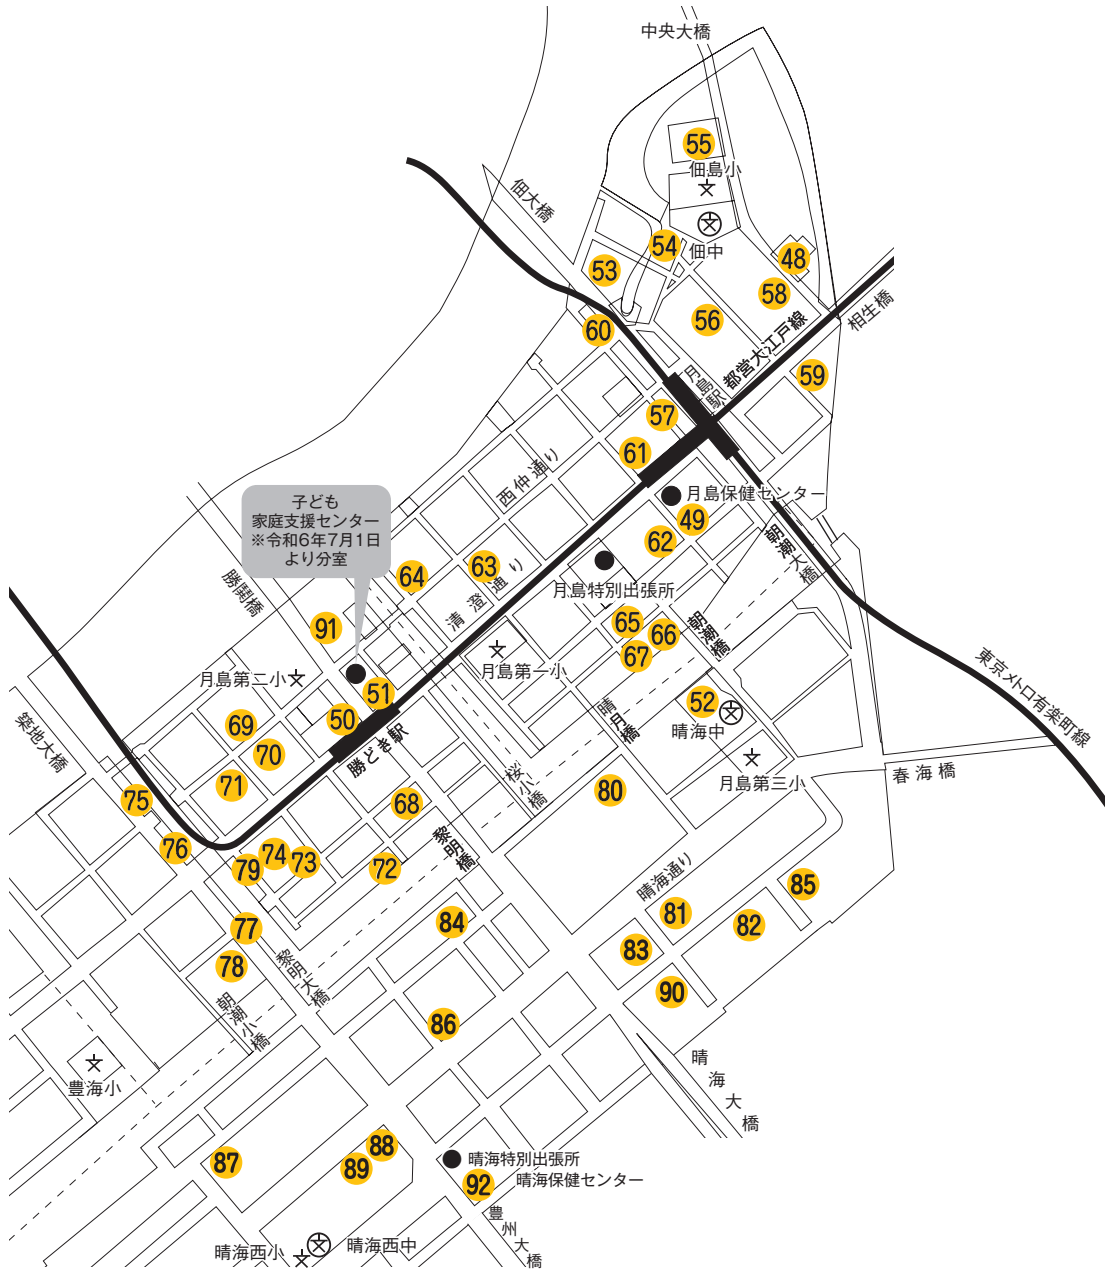 中央大橋
55
佃島小
佃大橋
佃中
54
53
48
58
56
60
相生橋
都営大江戸線
月島駅
59
57
61
西仲通り
月島保健センター
49
62
朝潮大橋
子ども
家庭支援センター
※令和6年7月1日
より分室
63
64
清澄通り
月島特別出張所
勝鬨橋
91
65
66
朝潮橋
67
月島第一小
月島第二小
51
50
52
晴海中
晴月橋
東京メトロ有楽町線
築地大橋
69
70
勝どき駅
71
月島第三小
春海橋
桜小橋
80
75
68
黎明橋
76
79
74
73
72
晴海通り
85
81
82
84
83
77
78
黎明大橋
90
朝潮小橋
86
豊海小
晴海大橋
88
87
89
晴海特別出張所
92
晴海保健センター
豊州大橋
晴海西小
晴海西中